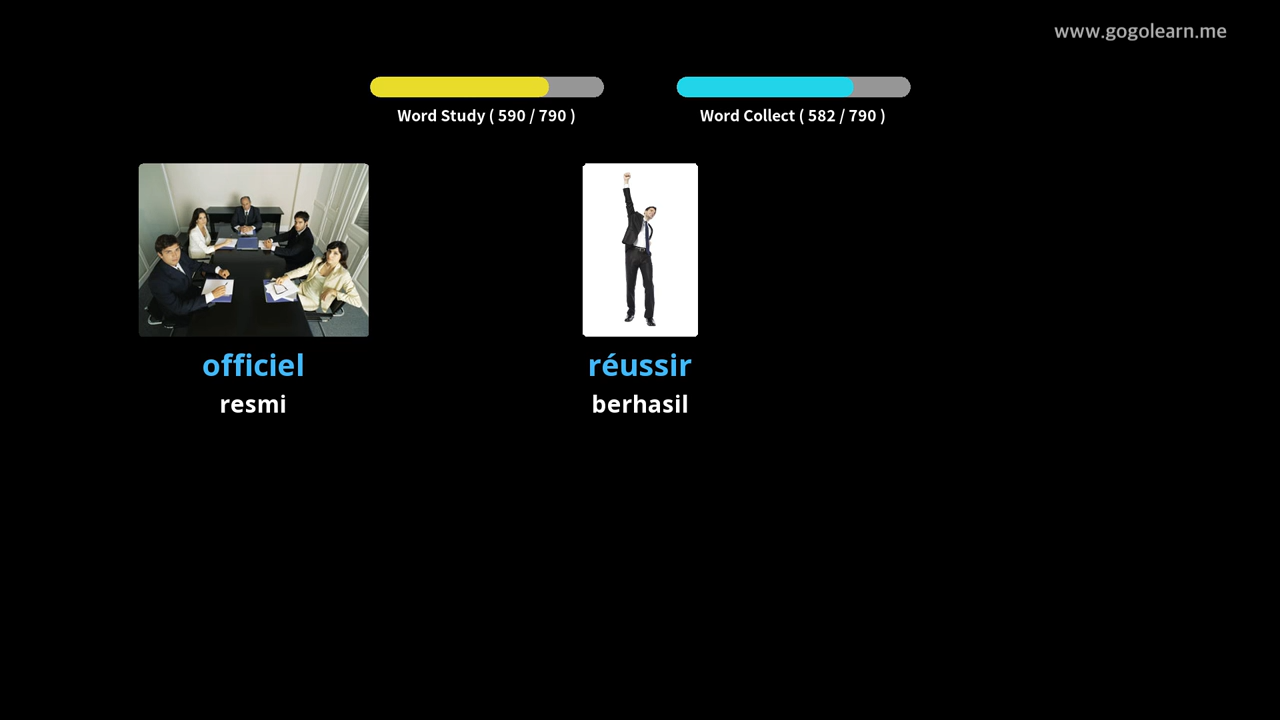 www.gogolearn.me
Word Study ( 590 / 790 )
Word Collect ( 582 / 790 )
officiel
resmi
réussir
berhasil